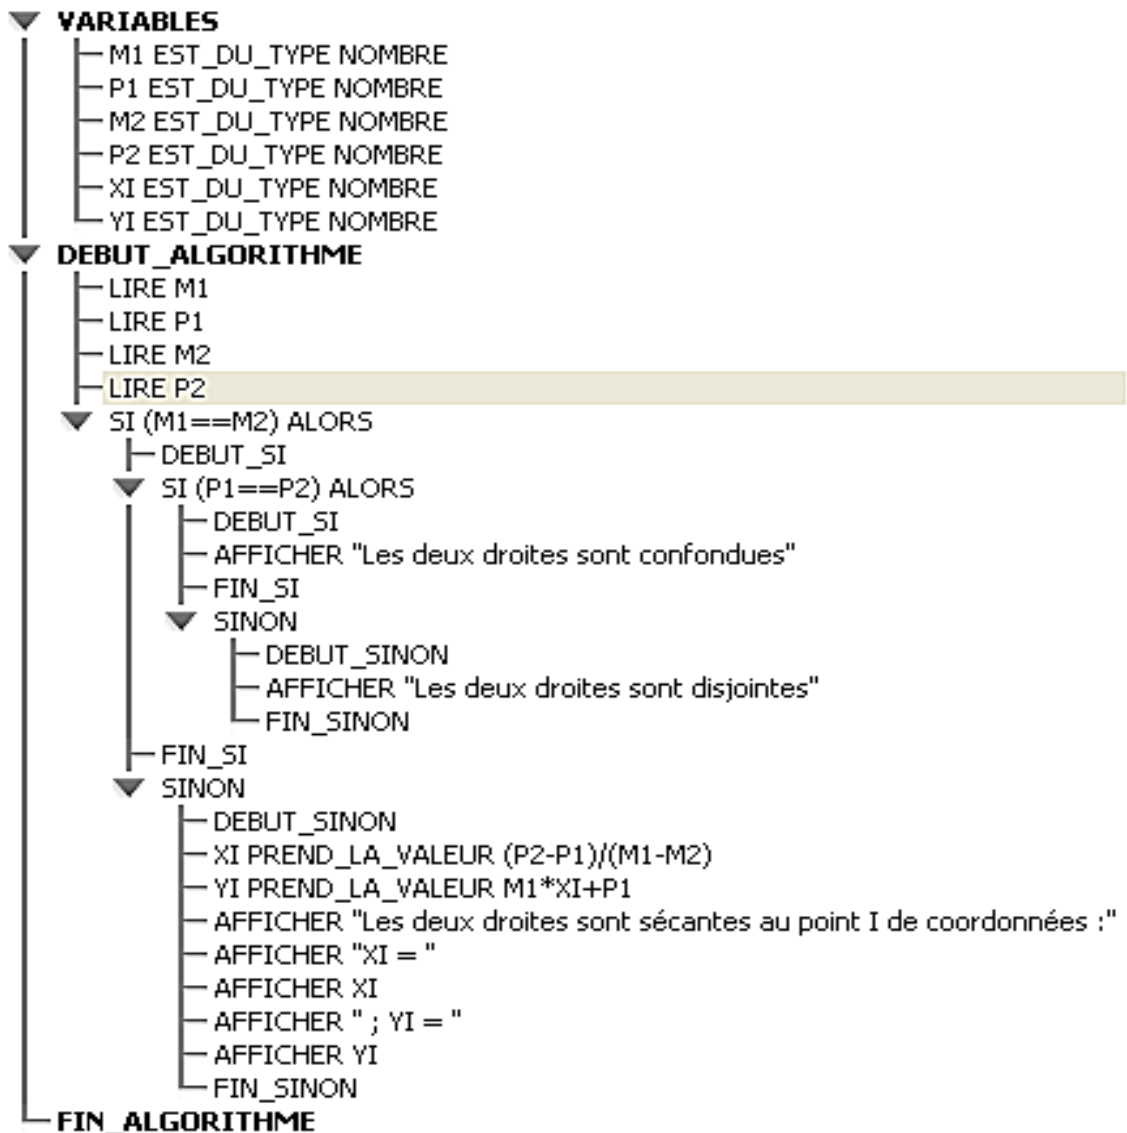 VARIABLES
M1 EST_DU_TYPE NOMBRE
P1 EST_DU_TYPE NOMBRE
M2 EST_DU_TYPE NOMBRE
P2 EST_DU_TYPE NOMBRE
XI EST_DU_TYPE NOMBRE
YI EST_DU_TYPE NOMBRE
DEBUT_ALGORITHME
LIRE M1
LIRE P1
LIRE M2
LIRE P2
SI (M1==M2) ALORS
DEBUT_SI
SI (P1==P2) ALORS
DEBUT_SI
AFFICHER "Les deux droites sont confondues"
FIN_SI
SINON
DEBUT_SINON
AFFICHER "Les deux droites sont disjointes"
FIN_SINON
FIN_SI
SINON
DEBUT_SINON
XI PREND_LA_VALEUR (P2-P1)/(M1-M2)
YI PREND_LA_VALEUR M1*XI+P1
AFFICHER "Les deux droites sont sécantes au point I de coordonnées :"
AFFICHER "XI = "
AFFICHER XI
AFFICHER " ; YI = "
AFFICHER YI
FIN_SINON
FIN_ALGORITHME